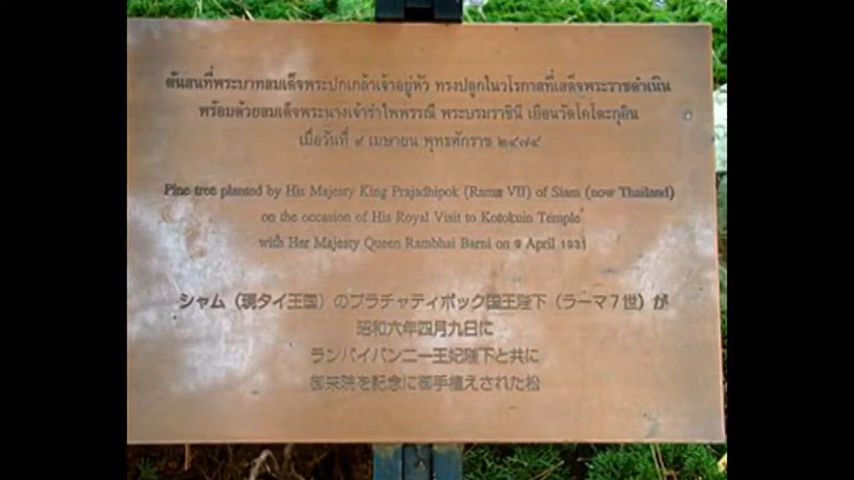 ต้นสนที่พระบาทสมเด็จพระปกเกล้าเจ้าอยู่หัว ทรงปลูกในวโรกาสที่เสด็จพระราชดำเนิน
พร้อมด้วยสมเด็จพระนางเจ้ารำไพพรรณี พระบรมราชินี เยือนวัดโคโตะกุอิน
เมื่อวันที่ ๙ เมษายน พุทธศักราช ๒๔๗๔
Pine tree planted by His Majesty King Prajadhipok (Rama VII) of Siam (now Thailand)
on the occasion of His Royal Visit to Kotokuin Temple
with Her Majesty Queen Rambhai Barni on 9 April 1931
シャム（現タイ王国）のプラチャティポック国王陛下（ラーマ7世）が
昭和六年四月九日に
ランバイバンニー王妃陛下と共に
御来院を記念に御手植えされた松